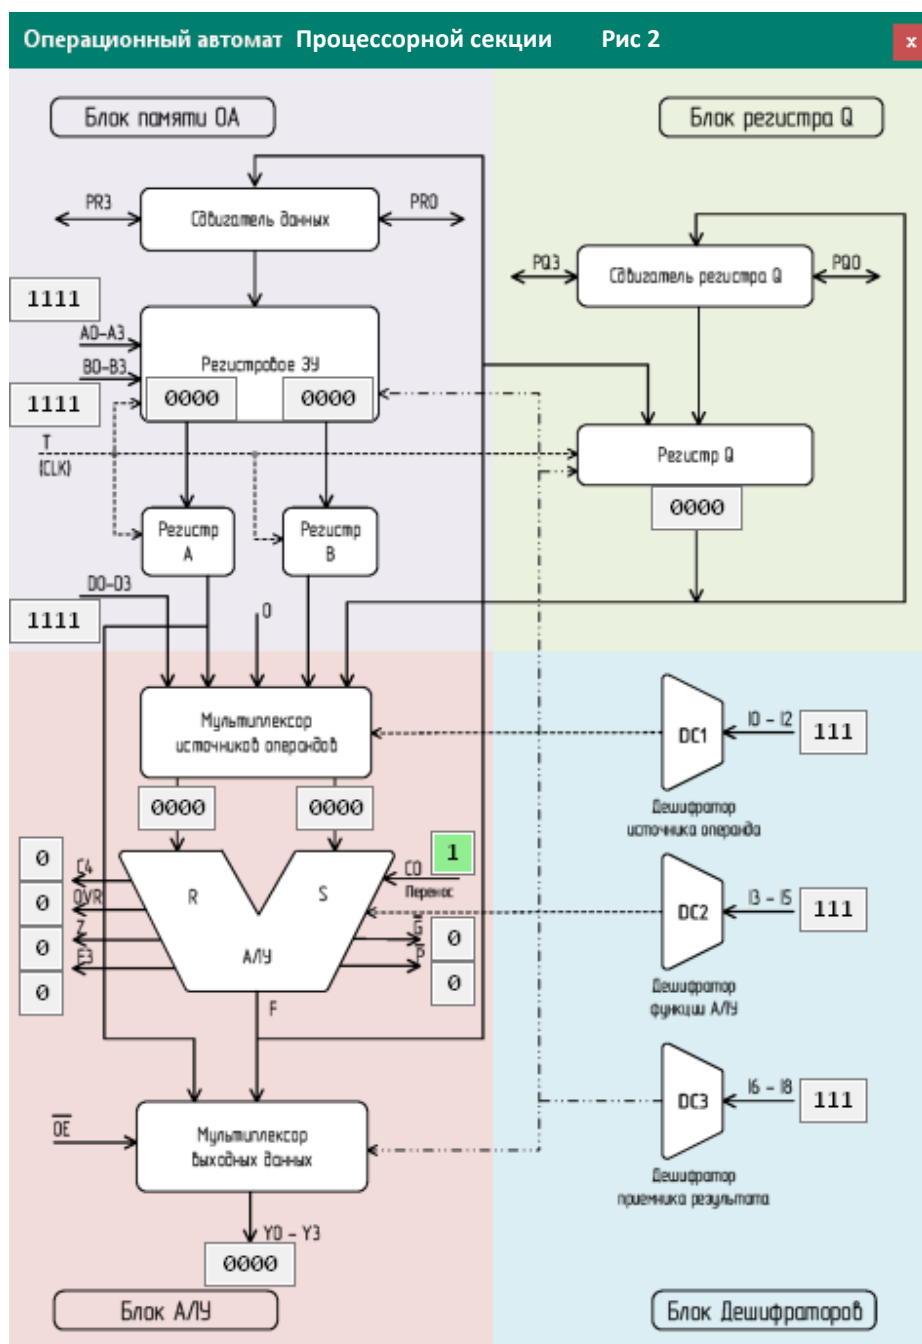 Операционный автомат Процессорной секции Рис 2 x
Блок памяти ОА
Блок регистра Q
PR3
Сдвигатель данных
PR0
PQ3
Сдвигатель регистра Q
PQ0
1111
A0-A3
Регистровое ЗУ
B0-B3
0000
0000
1111
T
(CLK)
Регистр Q
0000
Регистр
A
Регистр
B
D0-D3
0
1111
Мультиплексор
источников операндов
DC1
I0 - I2
111
Дешифратор
источника операнда
0000
0000
0
C4
R
S
C0
1
Перенос
0
OVR
0
Z
АЛУ
G
0
P
0
0
F
DC2
I3 - I5
111
Дешифратор
функции АЛУ
OE
Мультиплексор
выходных данных
DC3
I6 - I8
111
Дешифратор
приемника результата
Y0 - Y3
0000
Блок АЛУ
Блок Дешифраторов